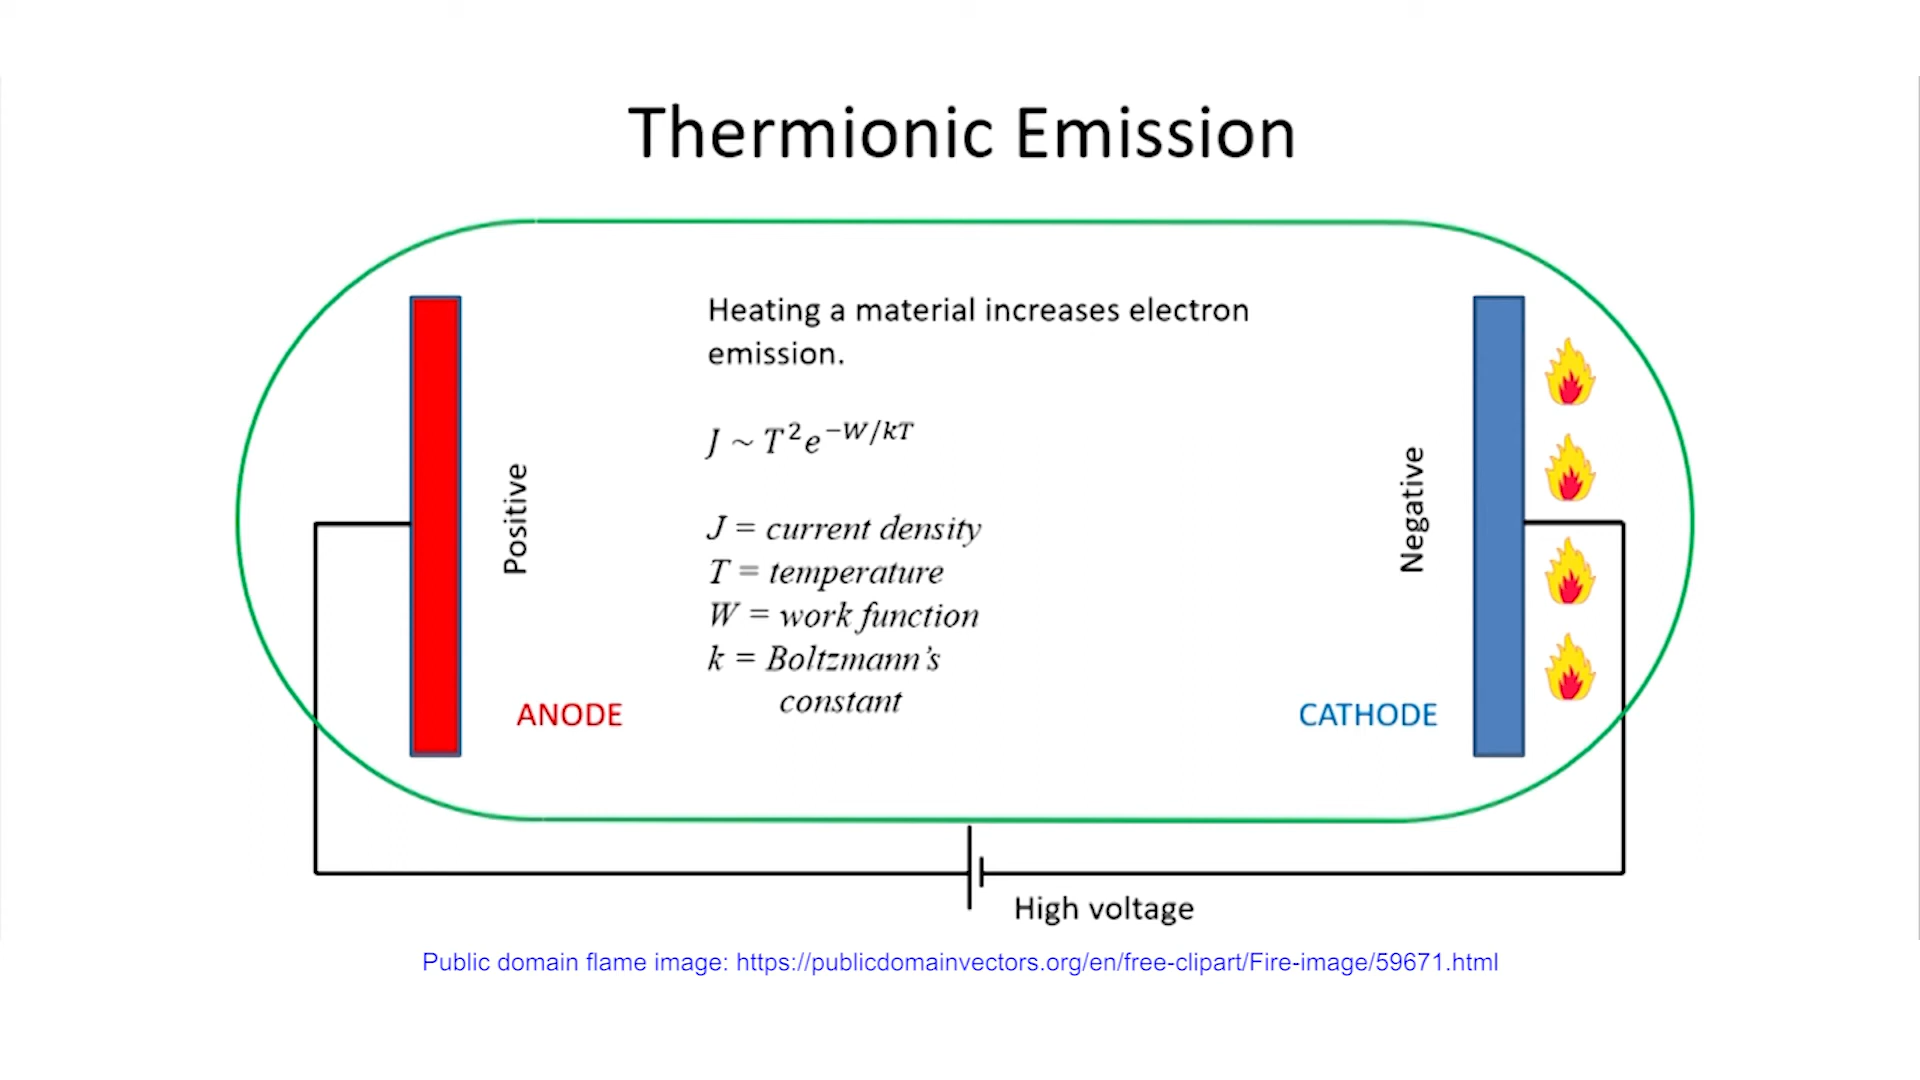 Thermionic Emission
Heating a material increases electron
emission.
J ~ T²e^{−W/kT}
J = current density
T = temperature
W = work function
k = Boltzmann’s
constant
Positive
Negative
ANODE
CATHODE
High voltage
Public domain flame image: https://publicdomainvectors.org/en/free-clipart/Fire-image/59671.html